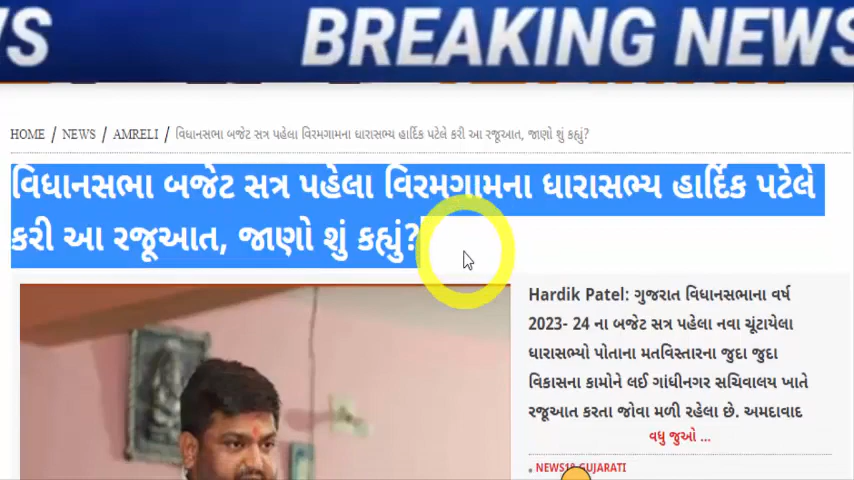 WS BREAKING NEWS
HOME / NEWS / AMRELI / વિધાનસભા બજેટ સત્ર પહેલા વિરમગામના ધારાસભ્ય હાર્દિક પટેલે કરી આ રજૂઆત, જાણો શું કહ્યું?
વિધાનસભા બજેટ સત્ર પહેલા વિરમગામના ધારાસભ્ય હાર્દિક પટેલે
કરી આ રજૂઆત, જાણો શું કહ્યું?
Hardik Patel: ગુજરાત વિધાનસભાના વર્ષ
2023- 24 ના બજેટ સત્ર પહેલા નવા ચૂંટાયેલા
ધારાસભ્યો પોતાના મતવિસ્તારના જુદા જુદા
વિકાસના કામોને લઈ ગાંધીનગર સચિવાલય ખાતે
રજૂઆત કરતા જોવા મળી રહેલા છે. અમદાવાદ
વધુ જુઓ ...
NEWS18 GUJARATI